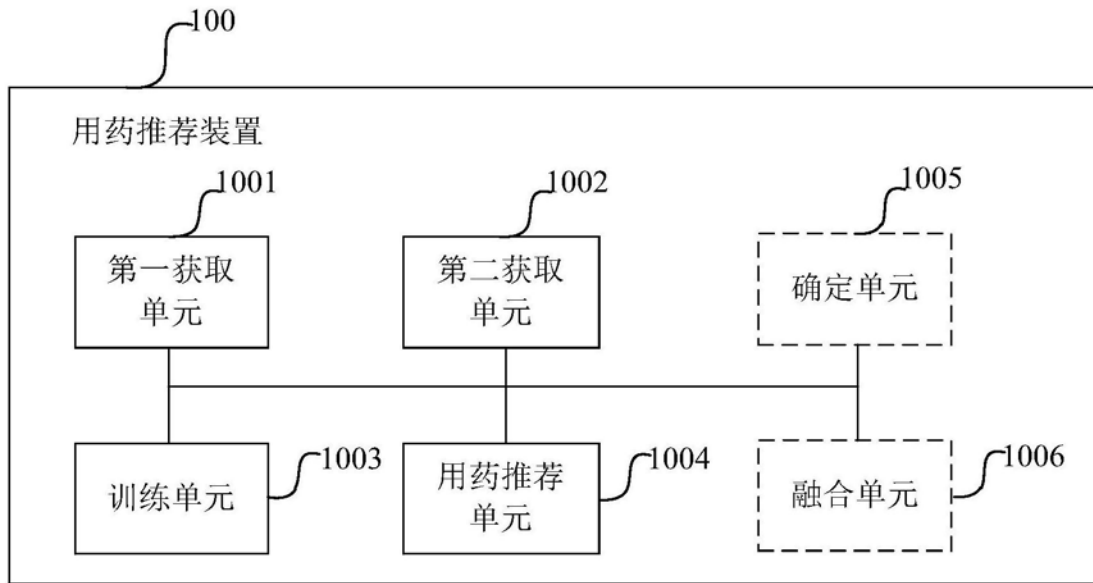 100
用药推荐装置
1001
1002
1005
第一获取
单元
第二获取
单元
确定单元
1003
1004
1006
训练单元
用药推荐
单元
融合单元